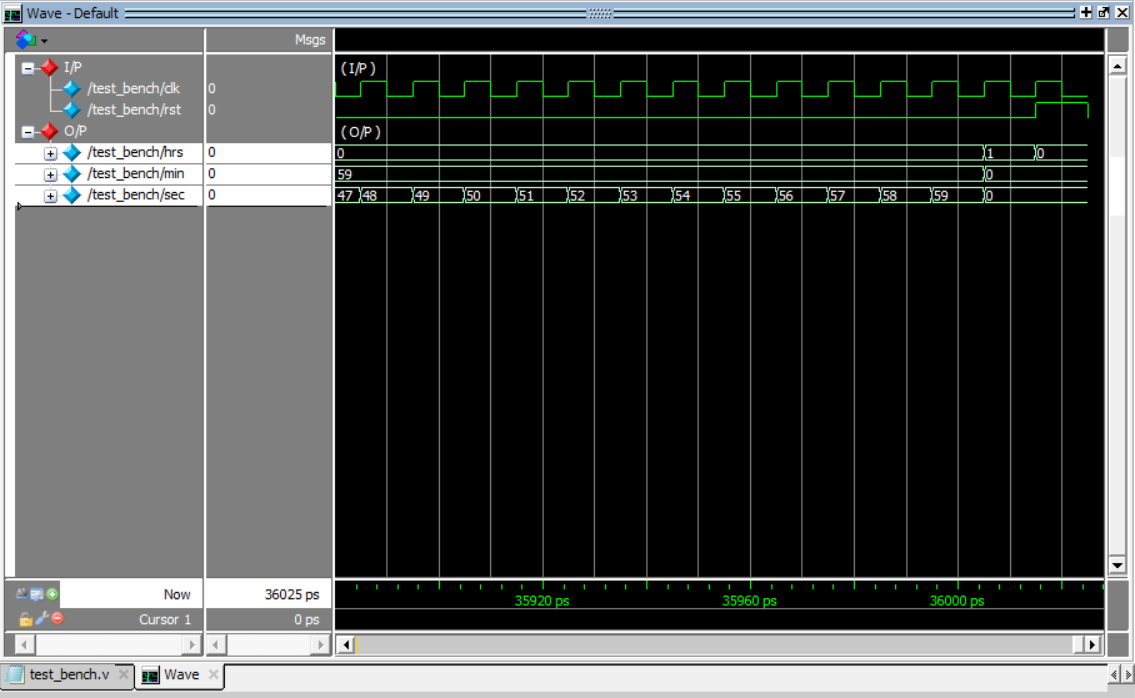 Wave - Default
Msgs
I/P (I/P)
/test_bench/clk 0
/test_bench/rst 0
O/P (O/P)
/test_bench/hrs 0 0 1 0
/test_bench/min 0 59 0
/test_bench/sec 0 47 48 49 50 51 52 53 54 55 56 57 58 59 0
Now 36025 ps 35920 ps 35960 ps 36000 ps
Cursor 1 0 ps
test_bench.v Wave